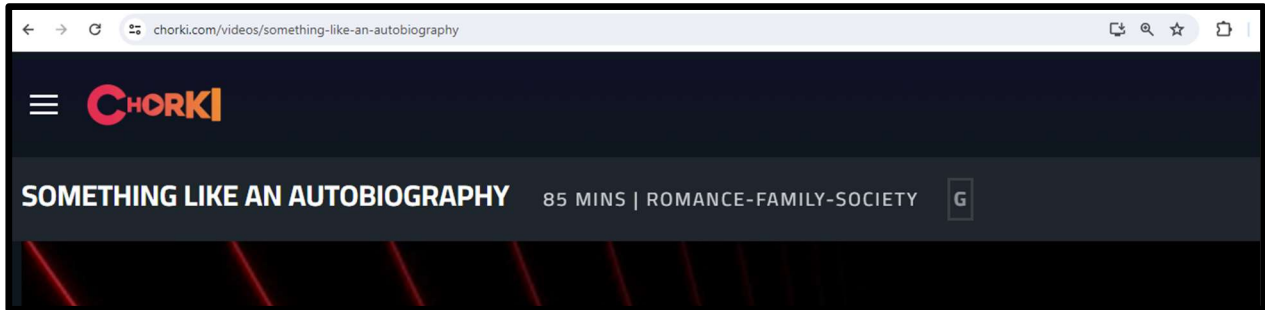 chorki.com/videos/something-like-an-autobiography
CHORKI
SOMETHING LIKE AN AUTOBIOGRAPHY 85 MINS | ROMANCE-FAMILY-SOCIETY G